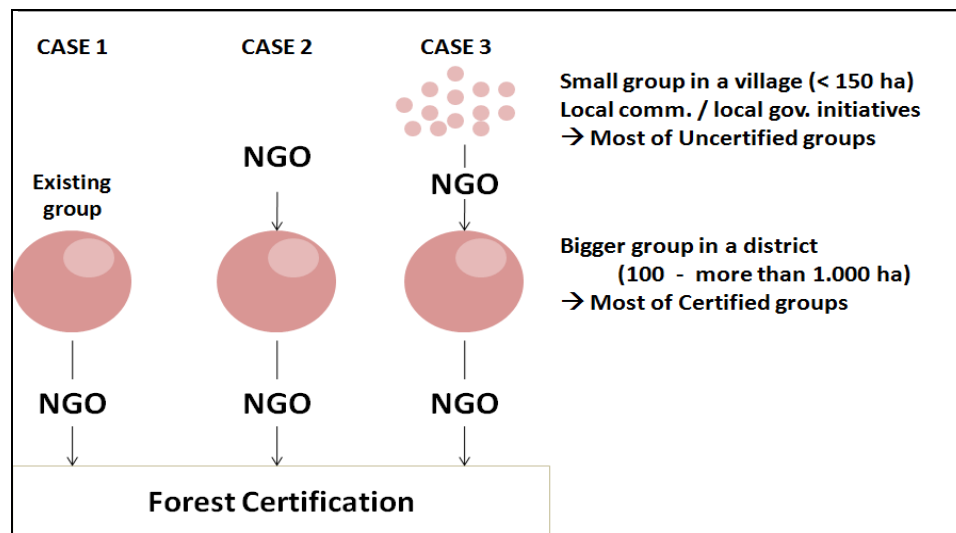 CASE 1
CASE 2
CASE 3
Small group in a village (< 150 ha)
Local comm. / local gov. initiatives
→ Most of Uncertified groups
NGO
NGO
Existing
group
Bigger group in a district
(100 - more than 1.000 ha)
→ Most of Certified groups
NGO
NGO
NGO
Forest Certification